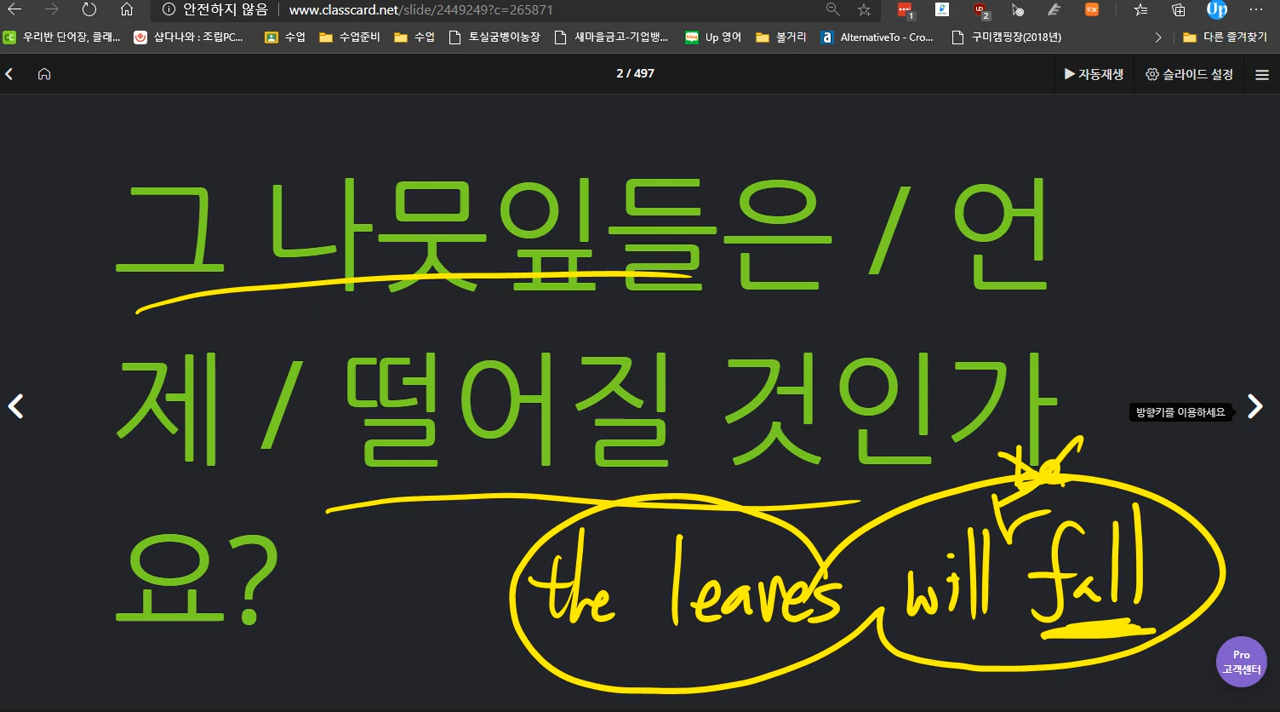 안전하지 않음 www.classcard.net/slide/2449249?c=265871
우리반 단어장, 클래... 샵다나와 : 조립PC... 수업 수업준비 수업 토실굼벵이농장 새마을금고-기업뱅... Up 영어 볼거리 AlternativeTo - Cro... 구미캠핑장(2018년) 다른 즐겨찾기
2 / 497 자동재생 슬라이드 설정
그 나뭇잎들은 / 언
제 / 떨어질 것인가
방향키를 이용하세요
요?
the leaves will fall
Pro
고객센터